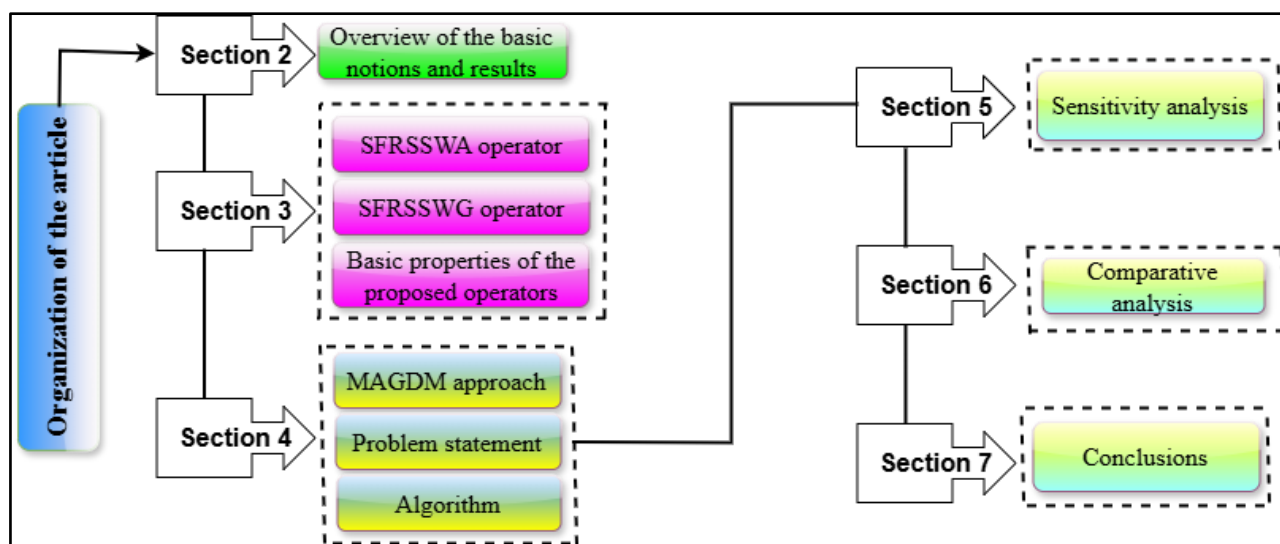 Organization of the article
Section 2
Overview of the basic
notions and results
Section 3
SFRSSWA operator
SFRSSWG operator
Basic properties of the
proposed operators
Section 4
MAGDM approach
Problem statement
Algorithm
Section 5
Sensitivity analysis
Section 6
Comparative
analysis
Section 7
Conclusions